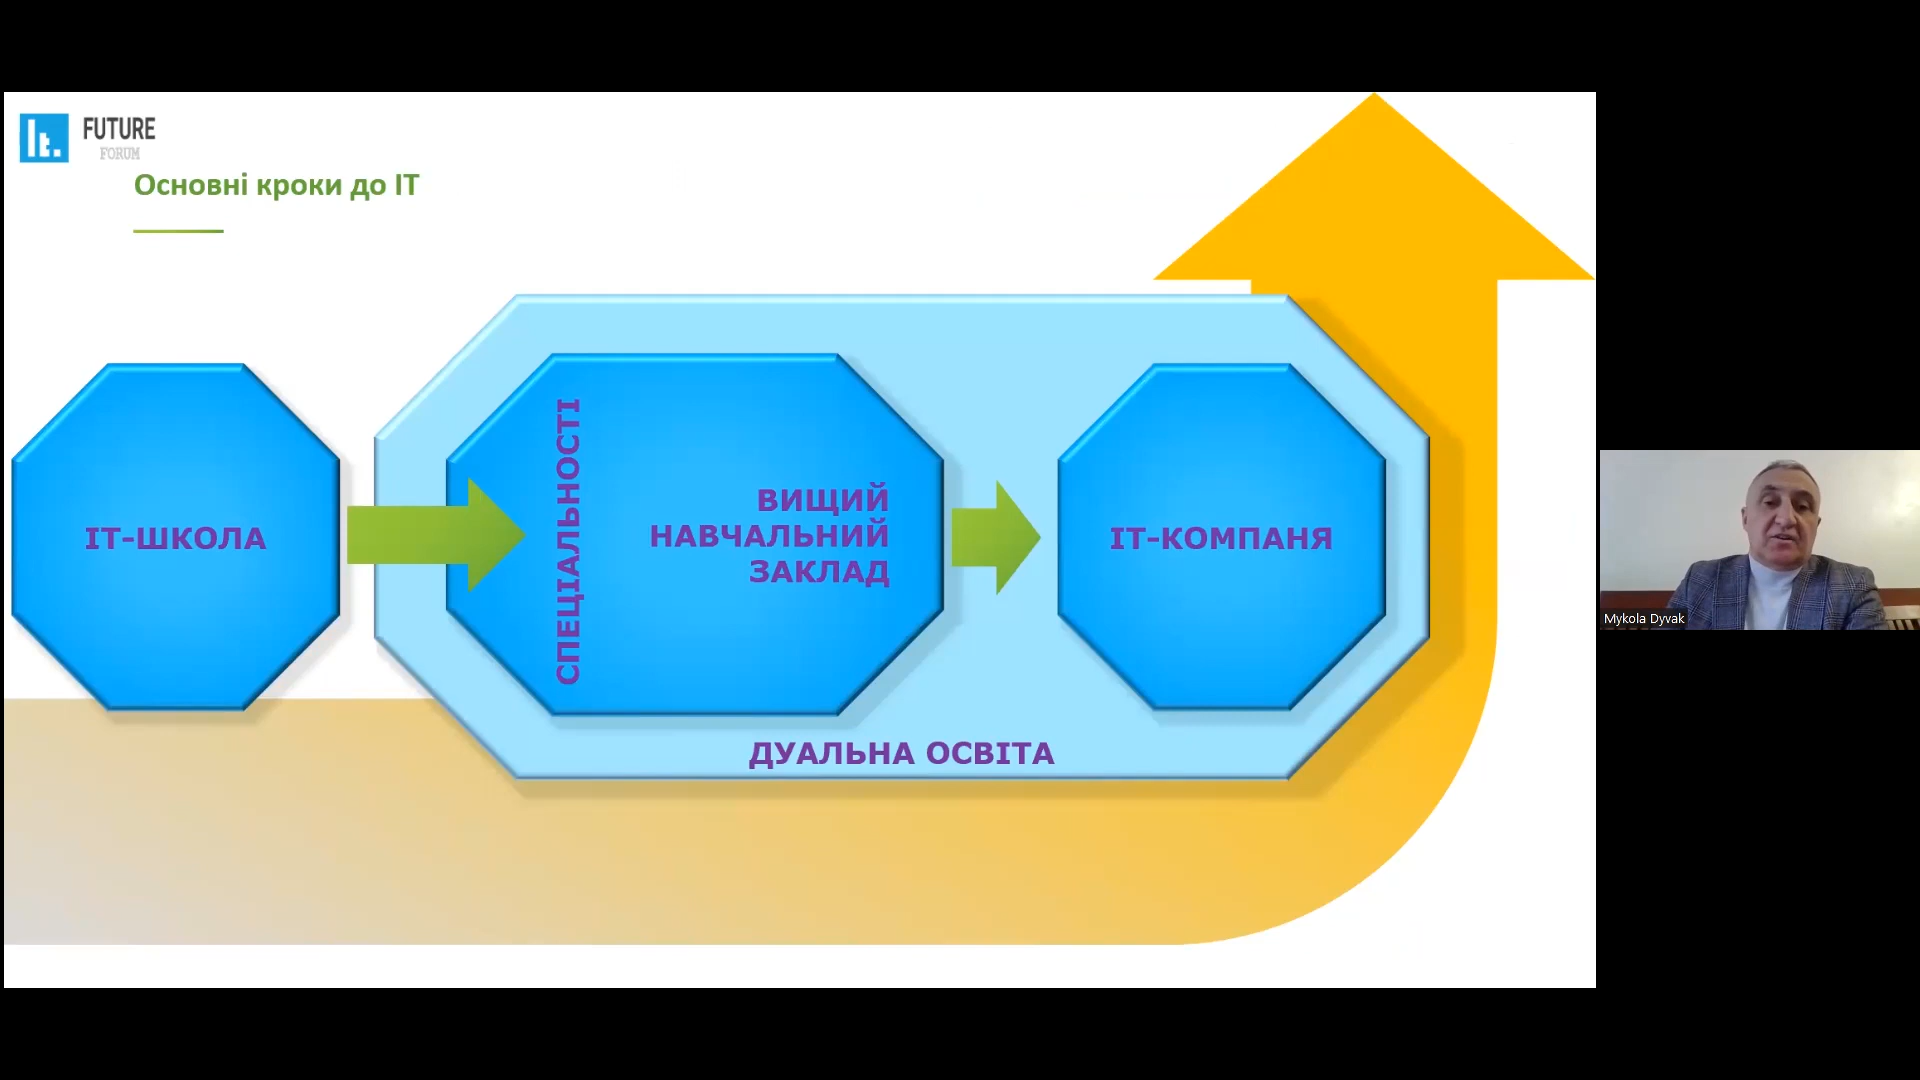 It.
FUTURE
FORUM
Основні кроки до ІТ
ІТ-ШКОЛА
СПЕЦІАЛЬНОСТІ
ВИЩИЙ
НАВЧАЛЬНИЙ
ЗАКЛАД
ІТ-КОМПАНЯ
ДУАЛЬНА ОСВІТА
Mykola Dyvak